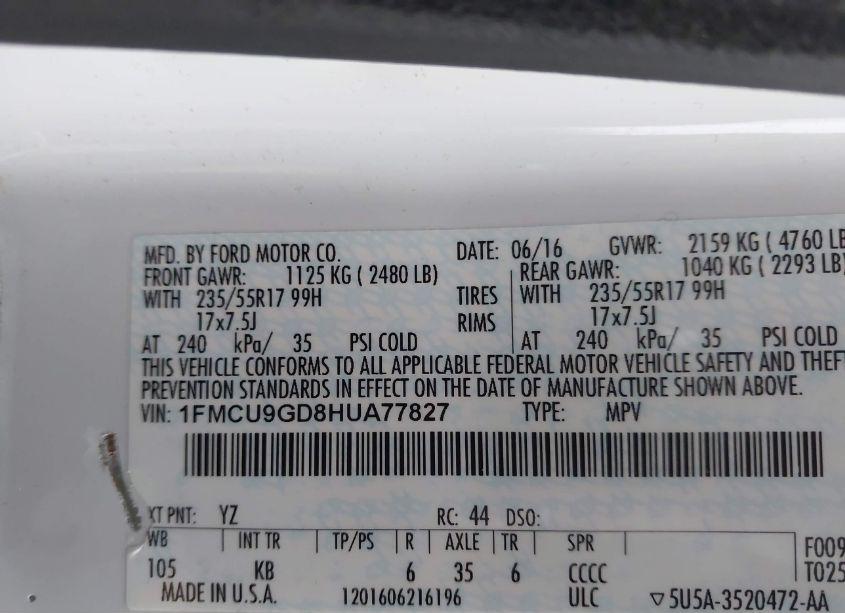 MFD. BY FORD MOTOR CO. DATE: 06/16 GVWR: 2159 KG ( 4760 LB
FRONT GAWR: 1125 KG ( 2480 LB) REAR GAWR: 1040 KG ( 2293 LB)
WITH 235/55R17 99H TIRES WITH 235/55R17 99H
17x7.5J RIMS 17x7.5J
AT 240 kPa/ 35 PSI COLD AT 240 kPa/ 35 PSI COLD
THIS VEHICLE CONFORMS TO ALL APPLICABLE FEDERAL MOTOR VEHICLE SAFETY AND THEFT
PREVENTION STANDARDS IN EFFECT ON THE DATE OF MANUFACTURE SHOWN ABOVE.
VIN: 1FMCU9GD8HUA77827 TYPE: MPV
XT PNT: YZ RC: 44 DSO:
WB INT TR TP/PS R AXLE TR SPR F009
105 KB 6 35 6 CCCC T025
MADE IN U.S.A. 1201606216196 ULC ▽5U5A-3520472-AA